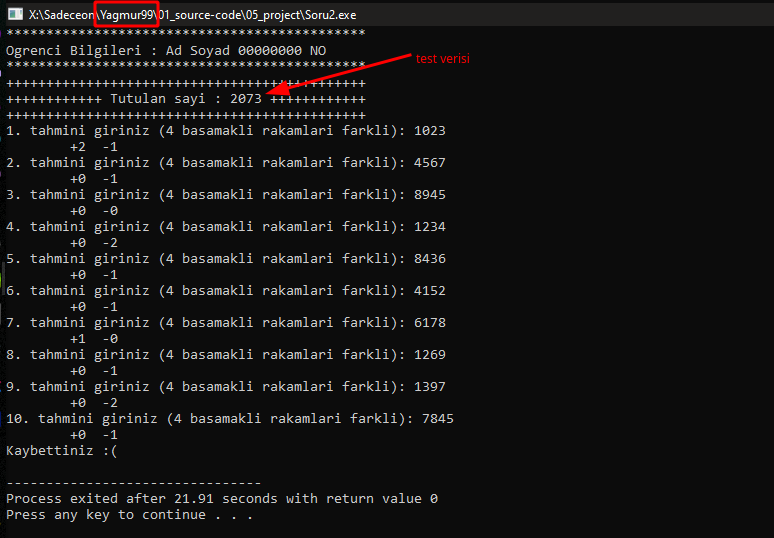 X:\Sadeceon\Yagmur99\01_source-code\05_project\Soru2.exe
*********************************************
Ogrenci Bilgileri : Ad Soyad 00000000 NO
*********************************************
+++++++++++++++++++++++++++++++++++++++++++++
++++++++++++ Tutulan sayi : 2073 ++++++++++++
+++++++++++++++++++++++++++++++++++++++++++++
test verisi
1. tahmini giriniz (4 basamakli rakamlari farkli): 1023
+2  -1
2. tahmini giriniz (4 basamakli rakamlari farkli): 4567
+0  -1
3. tahmini giriniz (4 basamakli rakamlari farkli): 8945
+0  -0
4. tahmini giriniz (4 basamakli rakamlari farkli): 1234
+0  -2
5. tahmini giriniz (4 basamakli rakamlari farkli): 8436
+0  -1
6. tahmini giriniz (4 basamakli rakamlari farkli): 4152
+0  -1
7. tahmini giriniz (4 basamakli rakamlari farkli): 6178
+1  -0
8. tahmini giriniz (4 basamakli rakamlari farkli): 1269
+0  -1
9. tahmini giriniz (4 basamakli rakamlari farkli): 1397
+0  -2
10. tahmini giriniz (4 basamakli rakamlari farkli): 7845
+0  -1
Kaybettiniz :(
--------------------------------
Process exited after 21.91 seconds with return value 0
Press any key to continue . . .